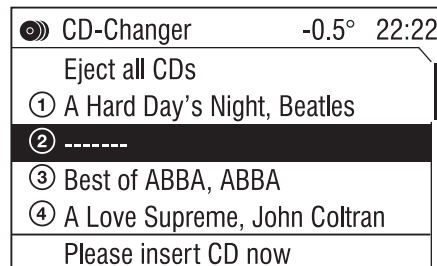 CD-Changer -0.5° 22:22
Eject all CDs
① A Hard Day's Night, Beatles
② -------
③ Best of ABBA, ABBA
④ A Love Supreme, John Coltran
Please insert CD now